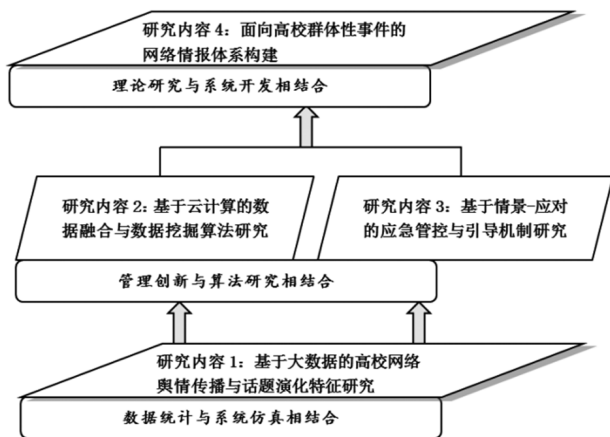 研究内容 4：面向高校群体性事件的
网络情报体系构建
理论研究与系统开发相结合
研究内容 2：基于云计算的数
据融合与数据挖掘算法研究
研究内容 3：基于情景-应对
的应急管控与引导机制研究
管理创新与算法研究相结合
研究内容 1：基于大数据的高校网络
舆情传播与话题演化特征研究
数据统计与系统仿真相结合